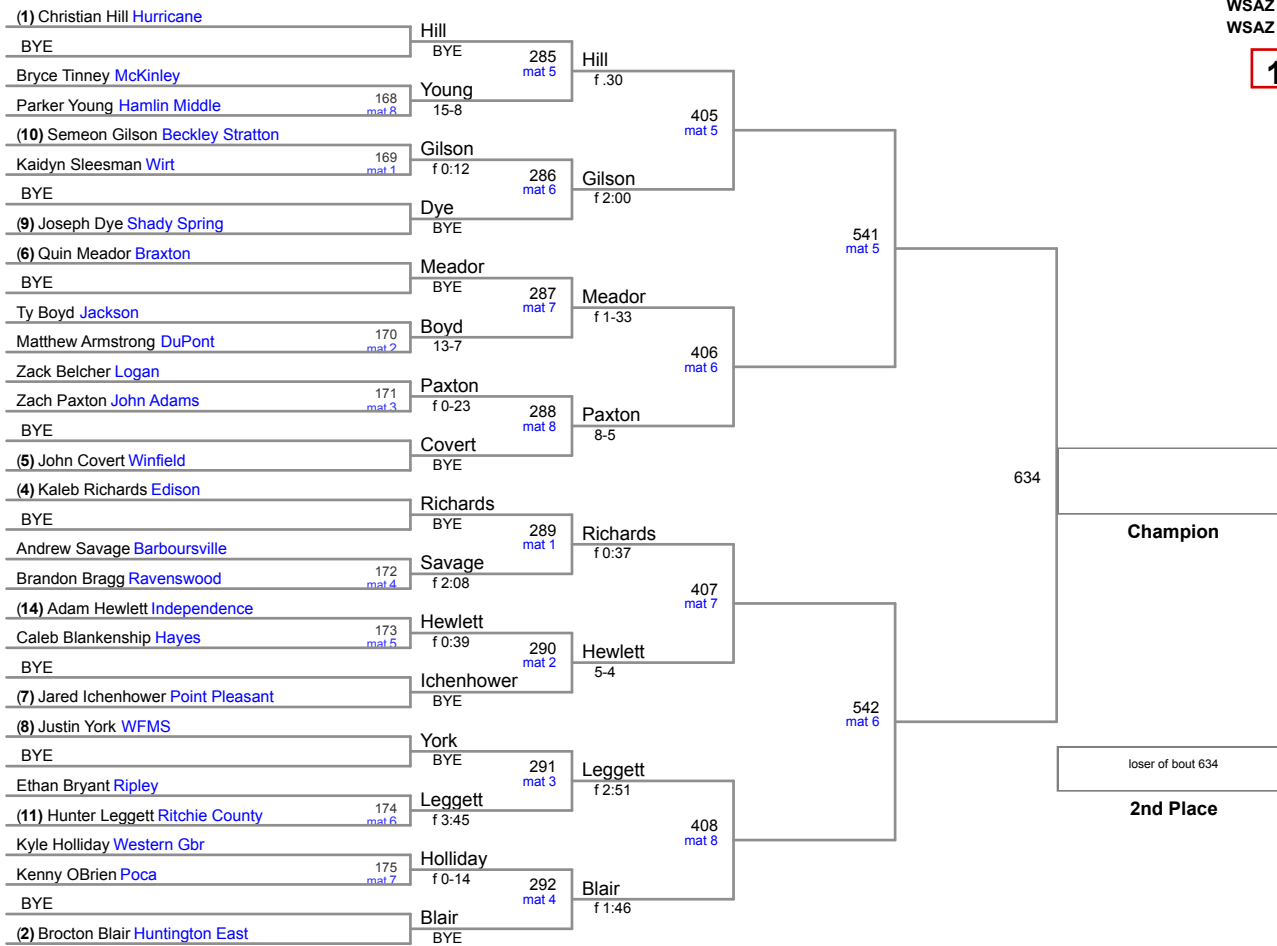 WSAZ
WSAZ
1
(1) Christian Hill Hurricane
BYE
Bryce Tinney McKinley
Parker Young Hamlin Middle
168
mat 8
(10) Semeon Gilson Beckley Stratton
Kaidyn Sleesman Wirt
169
mat 1
BYE
(9) Joseph Dye Shady Spring
(6) Quin Meador Braxton
BYE
Ty Boyd Jackson
Matthew Armstrong DuPont
170
mat 2
Zack Belcher Logan
Zach Paxton John Adams
171
mat 3
BYE
(5) John Covert Winfield
(4) Kaleb Richards Edison
BYE
Andrew Savage Barboursville
Brandon Bragg Ravenswood
172
mat 4
(14) Adam Hewlett Independence
Caleb Blankenship Hayes
173
mat 5
BYE
(7) Jared Ichenhower Point Pleasant
(8) Justin York WFMS
BYE
Ethan Bryant Ripley
(11) Hunter Leggett Ritchie County
174
mat 6
Kyle Holliday Western Gbr
Kenny OBrien Poca
175
mat 7
BYE
(2) Brocton Blair Huntington East
Hill
BYE
285
mat 5
Young
15-8
Gilson
f 0:12
286
mat 6
Dye
BYE
Meador
BYE
287
mat 7
Boyd
13-7
Paxton
f 0-23
288
mat 8
Covert
BYE
Richards
BYE
289
mat 1
Savage
f 2:08
Hewlett
f 0:39
290
mat 2
Ichenhower
BYE
York
BYE
291
mat 3
Leggett
f 3:45
Holliday
f 0-14
292
mat 4
Blair
BYE
Hill
f .30
405
mat 5
Gilson
f 2:00
Meador
f 1-33
406
mat 6
Paxton
8-5
Richards
f 0:37
407
mat 7
Hewlett
5-4
Leggett
f 2:51
408
mat 8
Blair
f 1:46
541
mat 5
542
mat 6
634
Champion
loser of bout 634
2nd Place